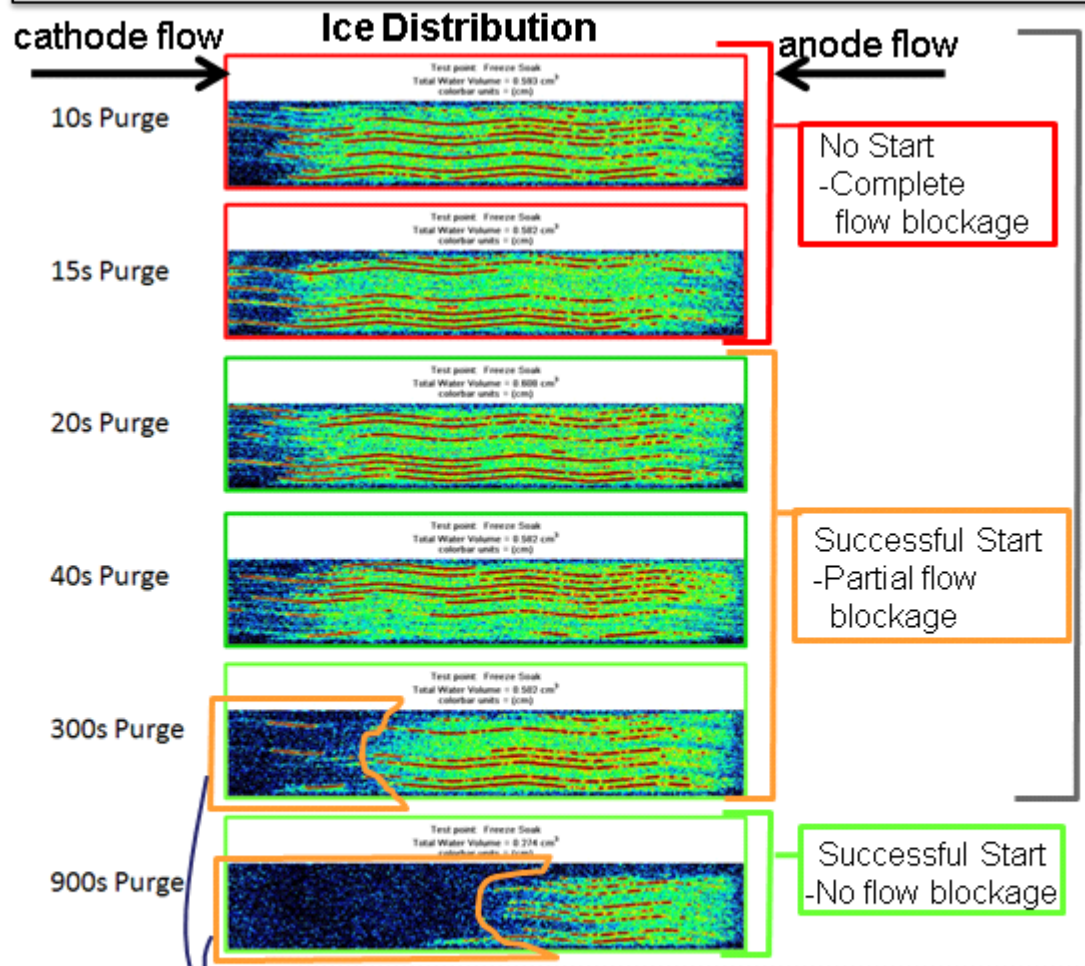 Ice Distribution
cathode flow
anode flow
Test point Freeze Soak
Total Water Volume = 0.583 cm³
colorbar units = (cm)
10s Purge
No Start
-Complete
flow blockage
Test point Freeze Soak
Total Water Volume = 0.582 cm³
colorbar units = (cm)
15s Purge
Test point Freeze Soak
Total Water Volume = 0.600 cm³
colorbar units = (cm)
20s Purge
Test point Freeze Soak
Total Water Volume = 0.582 cm³
colorbar units = (cm)
40s Purge
Successful Start
-Partial flow
blockage
Test point Freeze Soak
Total Water Volume = 0.502 cm³
colorbar units = (cm)
300s Purge
Test point Freeze Soak
Total Water Volume = 0.274 cm³
colorbar units = (cm)
900s Purge
Successful Start
-No flow blockage